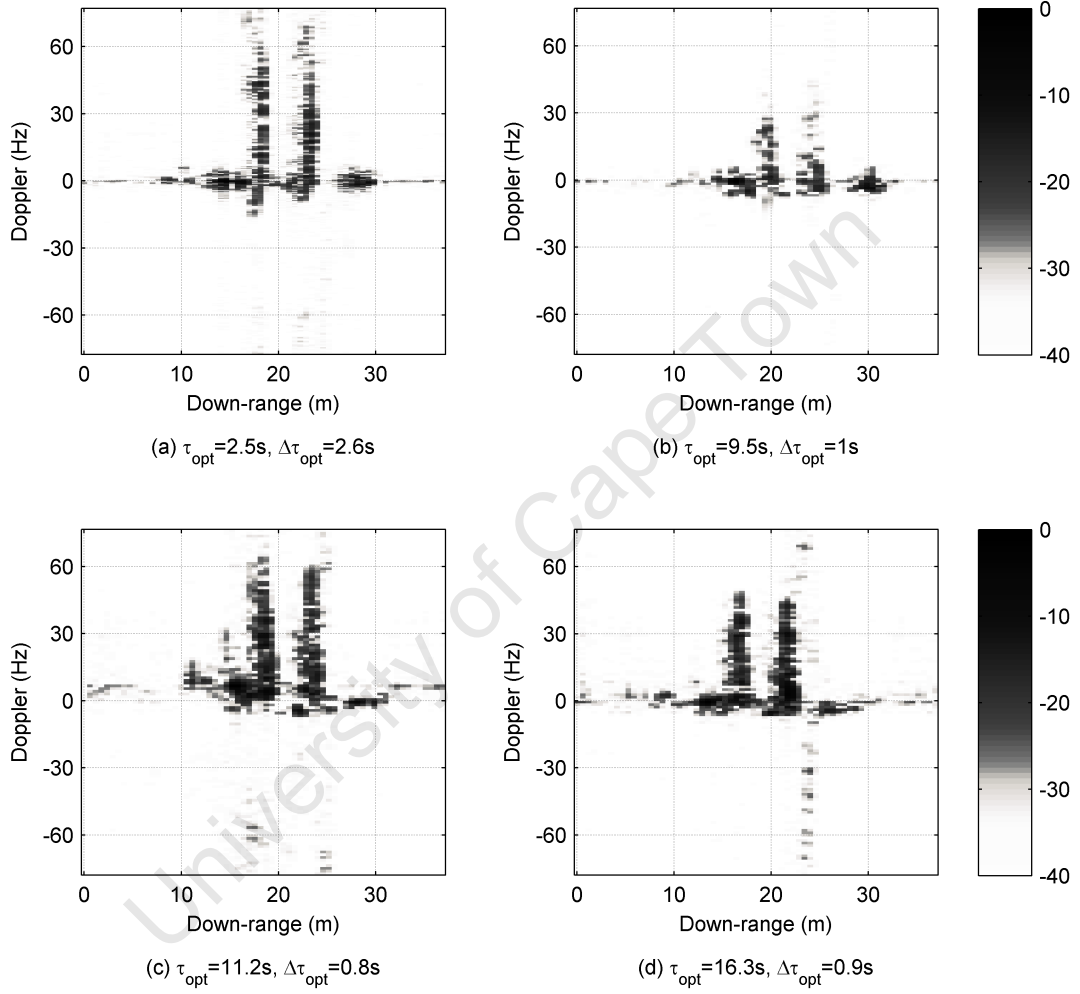 60
30
0
-30
-60
Doppler (Hz)
0 10 20 30
Down-range (m)
(a) τopt=2.5s, Δτopt=2.6s
60
30
0
-30
-60
Doppler (Hz)
0 10 20 30
Down-range (m)
(b) τopt=9.5s, Δτopt=1s
0
-10
-20
-30
-40
60
30
0
-30
-60
Doppler (Hz)
0 10 20 30
Down-range (m)
(c) τopt=11.2s, Δτopt=0.8s
60
30
0
-30
-60
Doppler (Hz)
0 10 20 30
Down-range (m)
(d) τopt=16.3s, Δτopt=0.9s
0
-10
-20
-30
-40
University of Cape Town